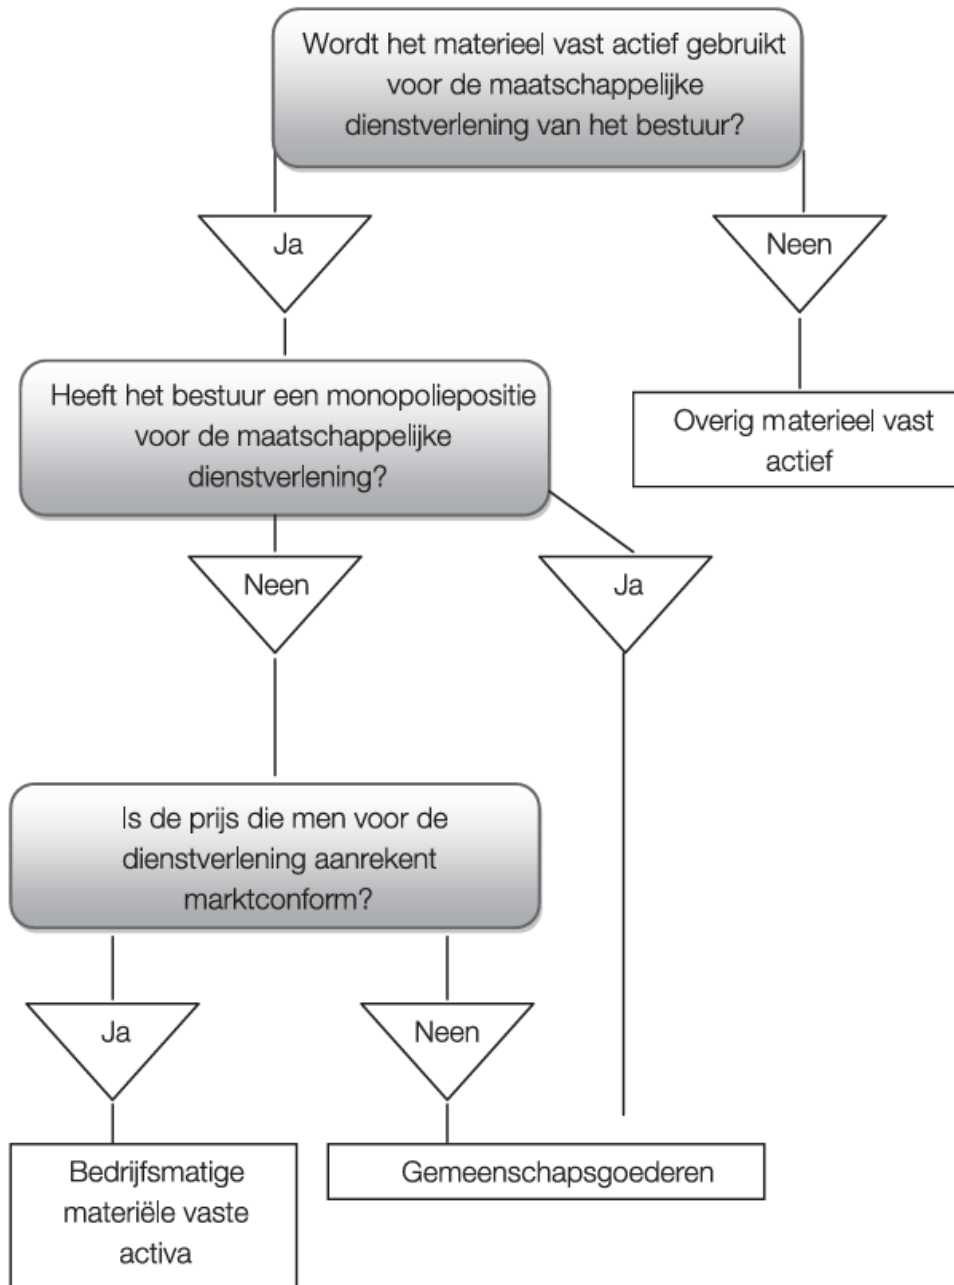 Wordt het materieel vast actief gebruikt
voor de maatschappelijke
dienstverlening van het bestuur?
Ja
Neen
Heeft het bestuur een monopoliepositie
voor de maatschappelijke
dienstverlening?
Overig materieel vast
actief
Neen
Ja
Is de prijs die men voor de
dienstverlening aanrekent
marktconform?
Ja
Neen
Bedrijfsmatige
materiële vaste
activa
Gemeenschapsgoederen